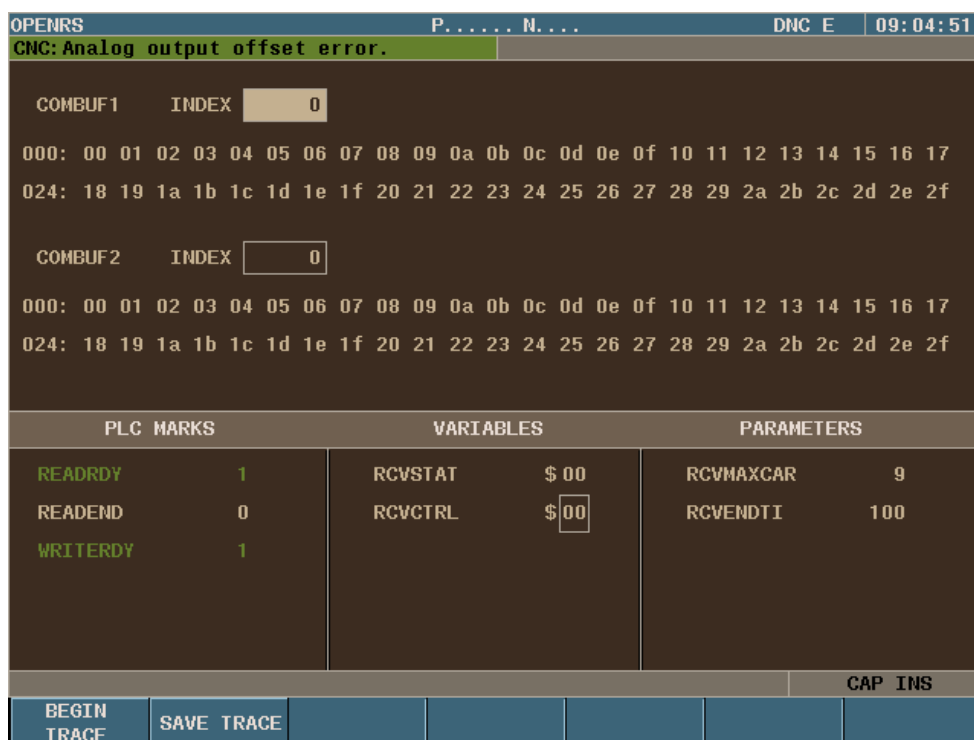 OPENRS P...... N.... DNC E 09:04:51
CNC:Analog output offset error.
COMBUF1 INDEX 0
000: 00 01 02 03 04 05 06 07 08 09 0a 0b 0c 0d 0e 0f 10 11 12 13 14 15 16 17
024: 18 19 1a 1b 1c 1d 1e 1f 20 21 22 23 24 25 26 27 28 29 2a 2b 2c 2d 2e 2f
COMBUF2 INDEX 0
000: 00 01 02 03 04 05 06 07 08 09 0a 0b 0c 0d 0e 0f 10 11 12 13 14 15 16 17
024: 18 19 1a 1b 1c 1d 1e 1f 20 21 22 23 24 25 26 27 28 29 2a 2b 2c 2d 2e 2f
PLC MARKS VARIABLES PARAMETERS
READRDY 1 RCVSTAT $00 RCVMAXCAR 9
READEND 0 RCVCTRL $00 RCVENDTI 100
WRITERDY 1
CAP INS
BEGIN
TRACE SAVE TRACE